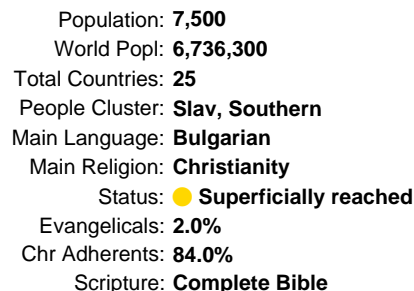 Population: 7,500
World Popl: 6,736,300
Total Countries: 25
People Cluster: Slav, Southern
Main Language: Bulgarian
Main Religion: Christianity
Status: Superficially reached
Evangelicals: 2.0%
Chr Adherents: 84.0%
Scripture: Complete Bible